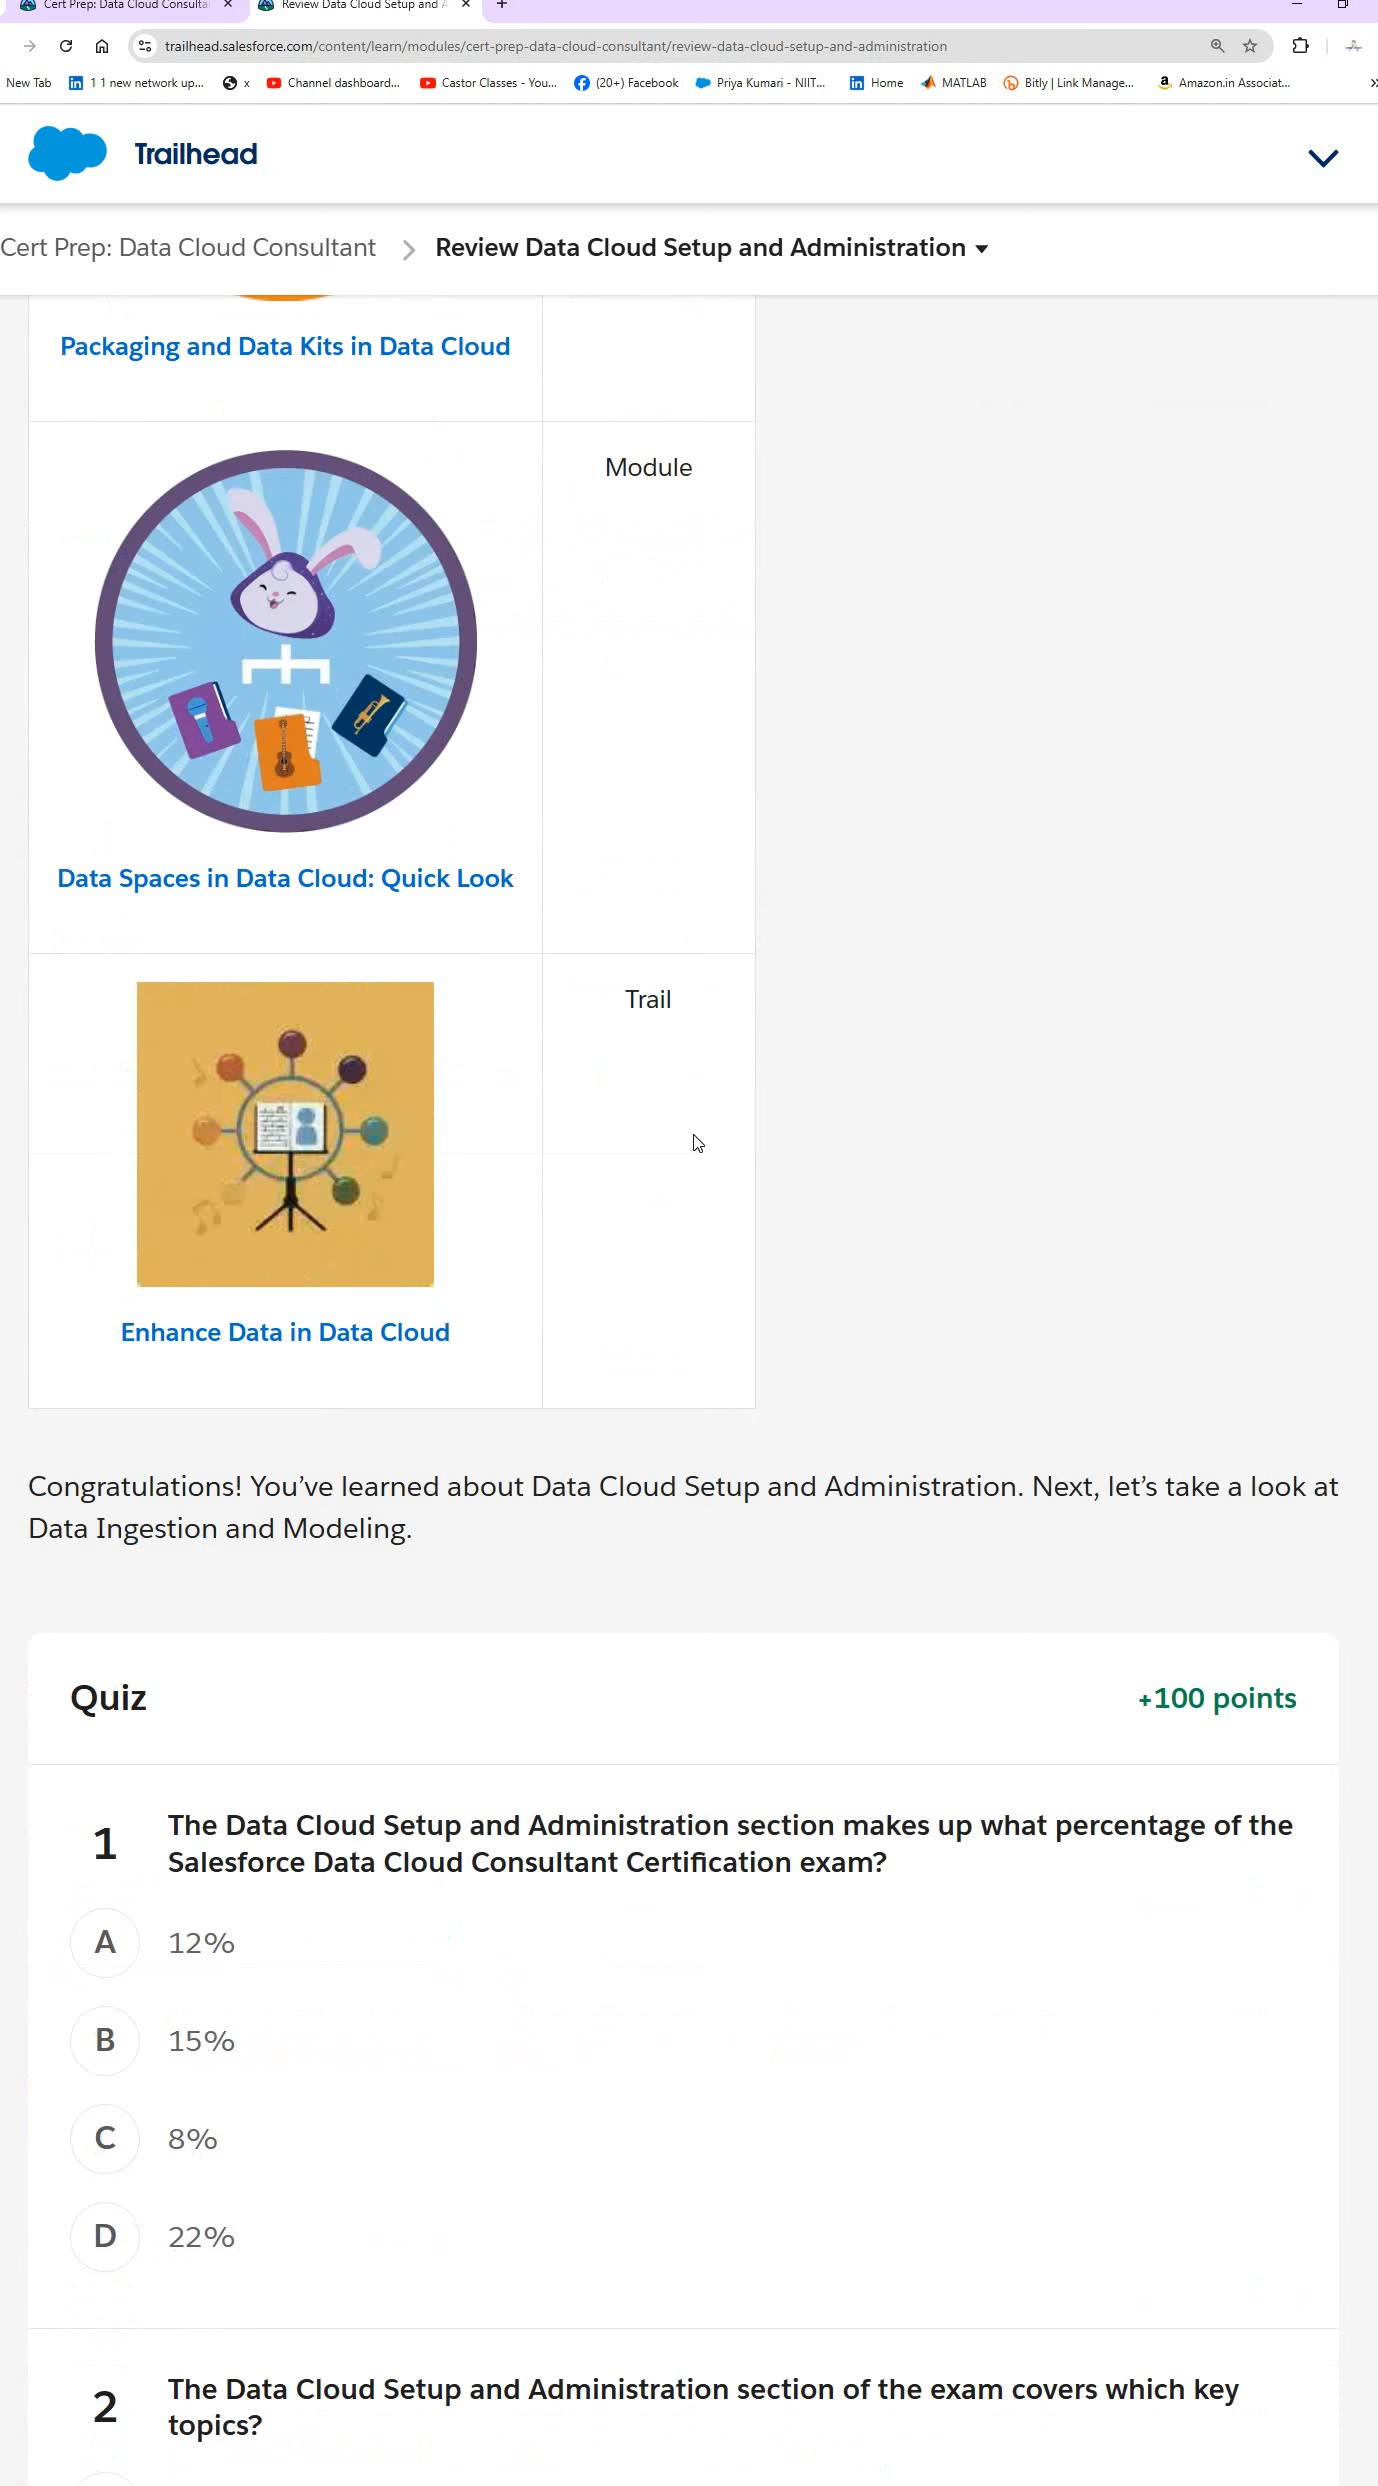 Cert Prep: Data Cloud Consulta
Review Data Cloud Setup and A
trailhead.salesforce.com/content/learn/modules/cert-prep-data-cloud-consultant/review-data-cloud-setup-and-administration
New Tab
1 1 new network up...
x
Channel dashboard...
Castor Classes - You...
(20+) Facebook
Priya Kumari - NIIT...
Home
MATLAB
Bitly | Link Manage...
Amazon.in Associat...
Trailhead
Cert Prep: Data Cloud Consultant
Review Data Cloud Setup and Administration
Packaging and Data Kits in Data Cloud
Module
Data Spaces in Data Cloud: Quick Look
Trail
Enhance Data in Data Cloud
Congratulations! You’ve learned about Data Cloud Setup and Administration. Next, let’s take a look at
Data Ingestion and Modeling.
Quiz
+100 points
1
The Data Cloud Setup and Administration section makes up what percentage of the
Salesforce Data Cloud Consultant Certification exam?
A 12%
B 15%
C 8%
D 22%
2
The Data Cloud Setup and Administration section of the exam covers which key
topics?